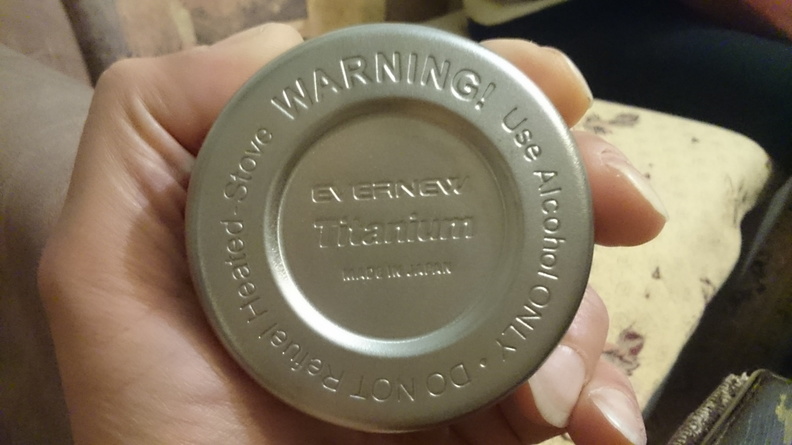 WARNING! Use Alcohol ONLY • DO NOT Refuel Heated-Stove
EVERNEW
Titanium
MADE IN JAPAN